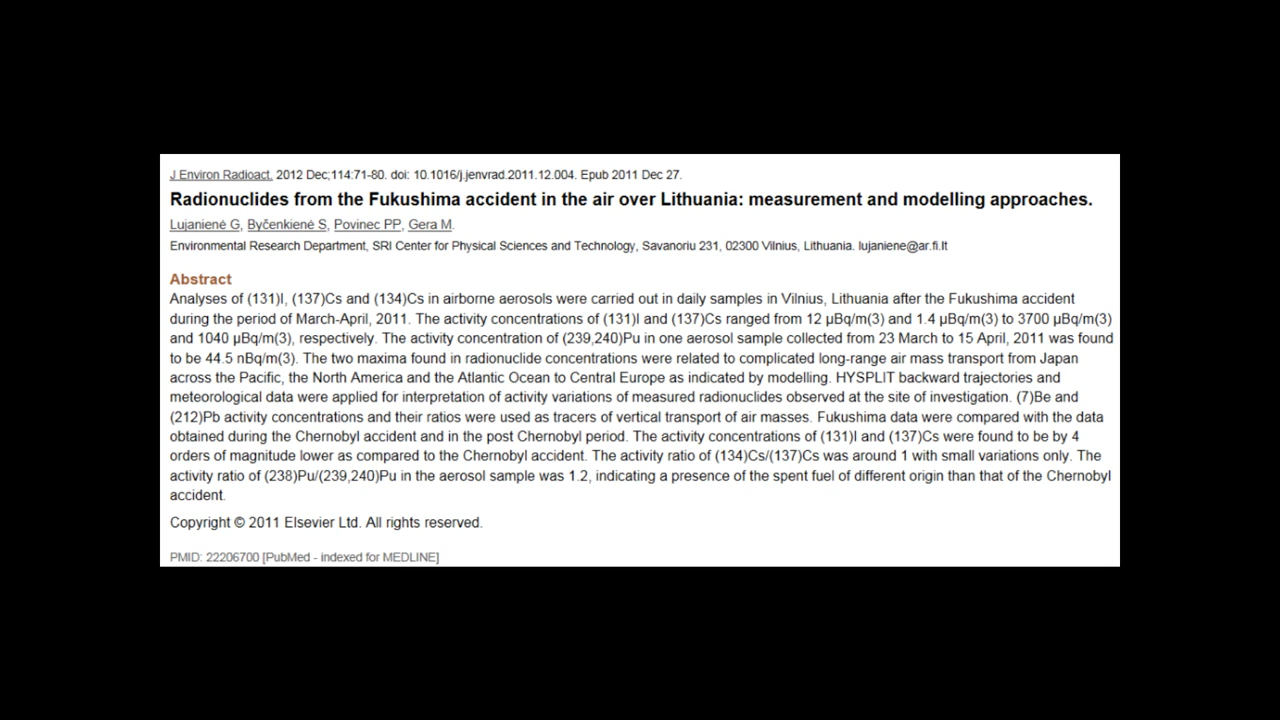 J Environ Radioact. 2012 Dec;114:71-80. doi: 10.1016/j.jenvrad.2011.12.004. Epub 2011 Dec 27.
Radionuclides from the Fukushima accident in the air over Lithuania: measurement and modelling approaches.
Lujanienė G, Byčenkienė S, Povinec PP, Gera M.
Environmental Research Department, SRI Center for Physical Sciences and Technology, Savanoriu 231, 02300 Vilnius, Lithuania. lujaniene@ar.fi.lt
Abstract
Analyses of (131)I, (137)Cs and (134)Cs in airborne aerosols were carried out in daily samples in Vilnius, Lithuania after the Fukushima accident
during the period of March-April, 2011. The activity concentrations of (131)I and (137)Cs ranged from 12 µBq/m(3) and 1.4 µBq/m(3) to 3700 µBq/m(3)
and 1040 µBq/m(3), respectively. The activity concentration of (239,240)Pu in one aerosol sample collected from 23 March to 15 April, 2011 was found
to be 44.5 nBq/m(3). The two maxima found in radionuclide concentrations were related to complicated long-range air mass transport from Japan
across the Pacific, the North America and the Atlantic Ocean to Central Europe as indicated by modelling. HYSPLIT backward trajectories and
meteorological data were applied for interpretation of activity variations of measured radionuclides observed at the site of investigation. (7)Be and
(212)Pb activity concentrations and their ratios were used as tracers of vertical transport of air masses. Fukushima data were compared with the data
obtained during the Chernobyl accident and in the post Chernobyl period. The activity concentrations of (131)I and (137)Cs were found to be by 4
orders of magnitude lower as compared to the Chernobyl accident. The activity ratio of (134)Cs/(137)Cs was around 1 with small variations only. The
activity ratio of (238)Pu/(239,240)Pu in the aerosol sample was 1.2, indicating a presence of the spent fuel of different origin than that of the Chernobyl
accident.
Copyright © 2011 Elsevier Ltd. All rights reserved.
PMID: 22206700 [PubMed - indexed for MEDLINE]